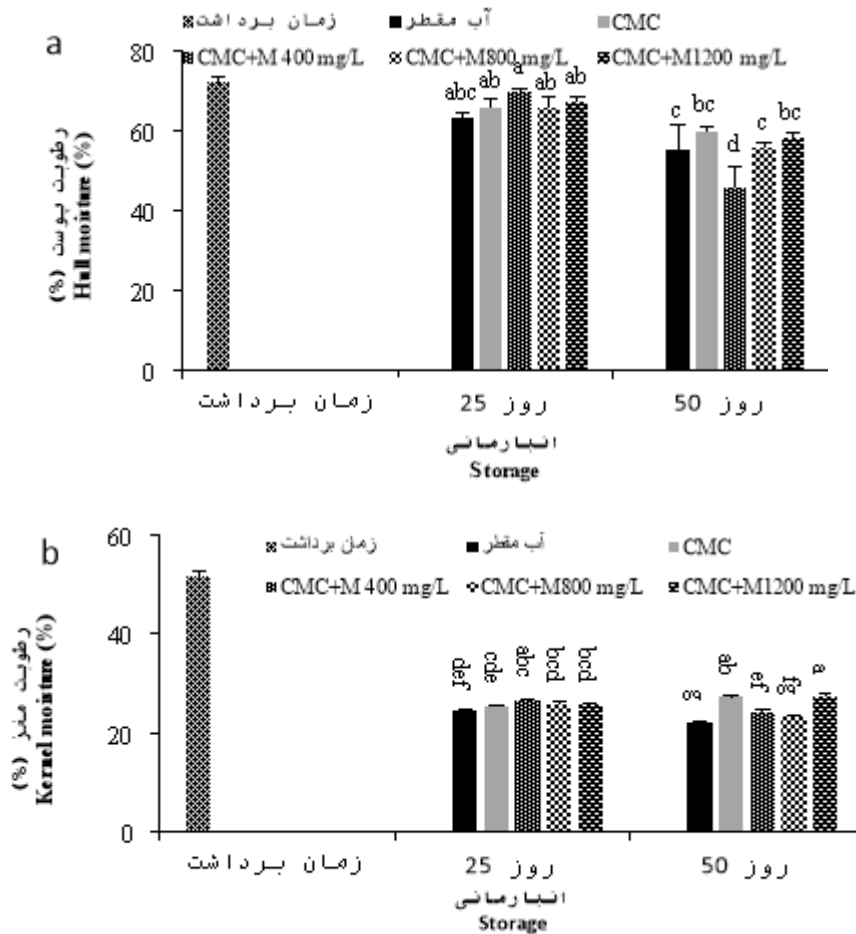 a
زمان برداشت آب مقطر CMC
CMC+M 400 mg/L CMC+M800 mg/L CMC+M1200 mg/L
80
60
40
20
0
رطوبت پوست (%)
Hull moisture (%)
abc ab a ab ab
c bc d c bc
زمان برداشت 25 روز 50 روز
انبارمانی
Storage
b
زمان برداشت آب مقطر CMC
CMC+M 400 mg/L CMC+M800 mg/L CMC+M1200 mg/L
60
40
20
0
رطوبت مغز (%)
Kernel moisture (%)
def cde abc bcd bcd
g ab ef fg a
زمان برداشت 25 روز 50 روز
انبارمانی
Storage